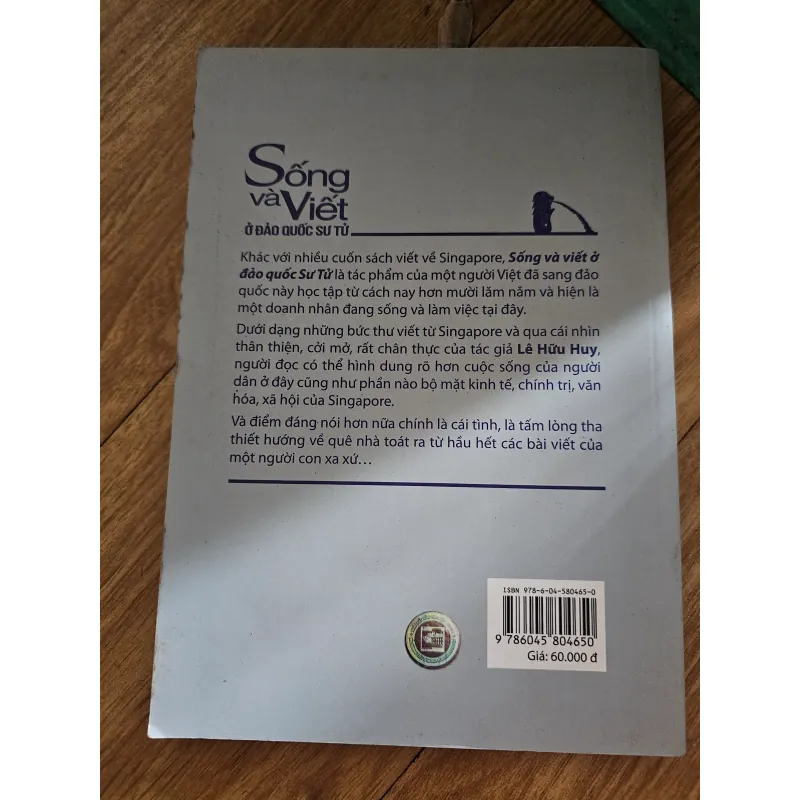 Sống
và Viết
Ở ĐẢO QUỐC SƯ TỬ
Khác với nhiều cuốn sách viết về Singapore, Sống và viết ở
đảo quốc Sư Tử là tác phẩm của một người Việt đã sang đảo
quốc này học tập từ cách nay hơn mười lăm năm và hiện là
một doanh nhân đang sống và làm việc tại đây.
Dưới dạng những bức thư viết từ Singapore và qua cái nhìn
thân thiện, cởi mở, rất chân thực của tác giả Lê Hữu Huy,
người đọc có thể hình dung rõ hơn cuộc sống của người
dân ở đây cũng như phần nào bộ mặt kinh tế, chính trị, văn
hóa, xã hội của Singapore.
Và điểm đáng nói hơn nữa chính là cái tình, là tấm lòng tha
thiết hướng về quê nhà toát ra từ hầu hết các bài viết của
một người con xa xứ...
ISBN 978-6-04-580465-0
9 786045 804650
Giá: 60.000 đ